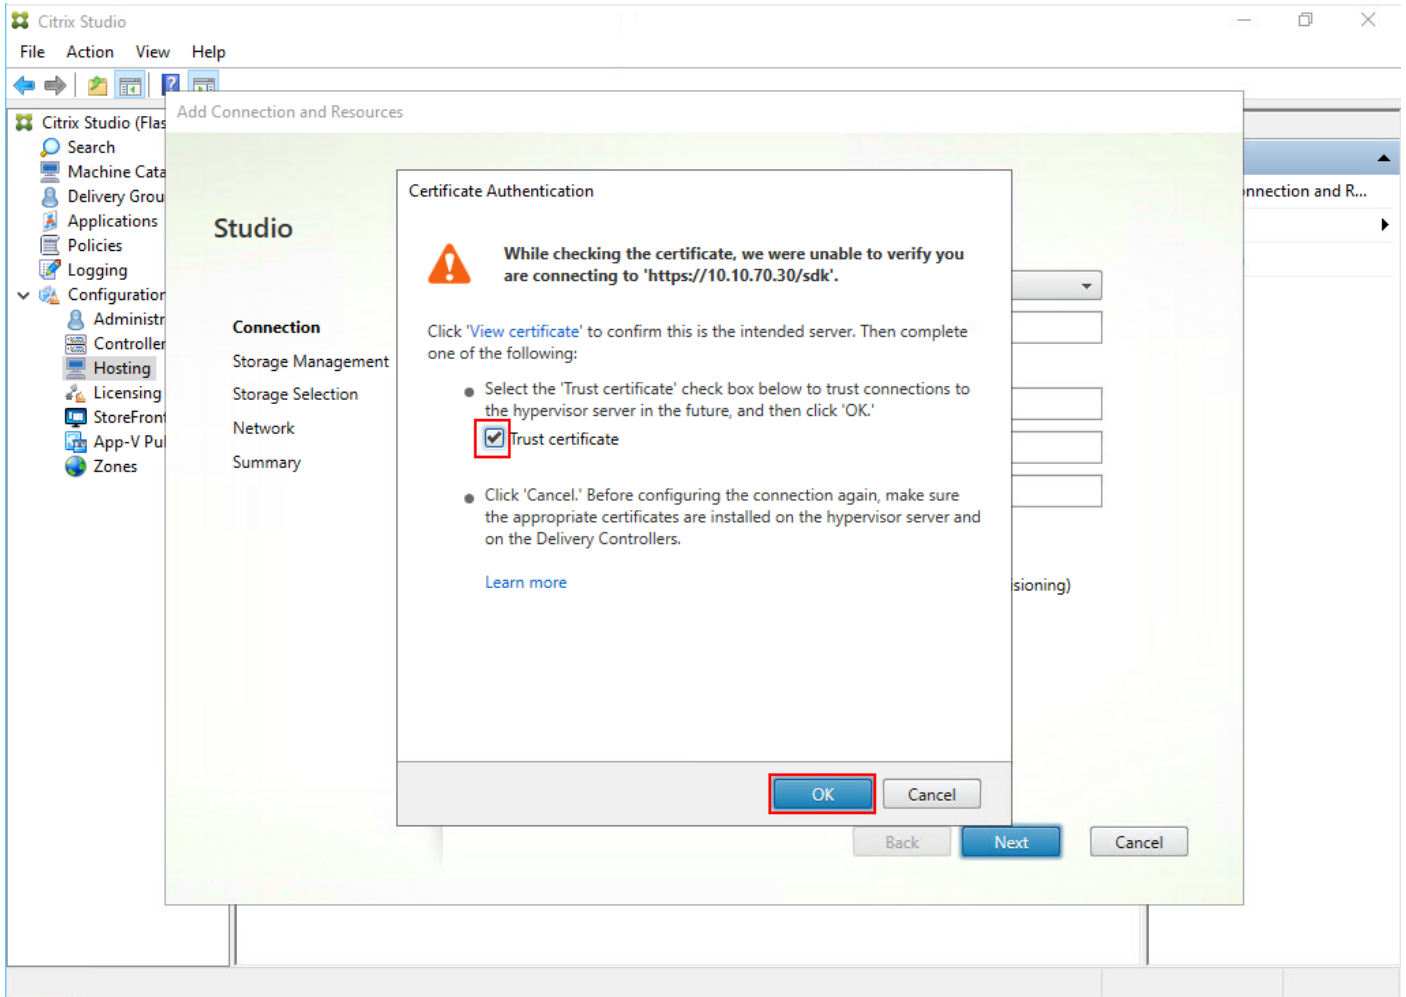 Citrix Studio
File Action View Help
Add Connection and Resources
Citrix Studio (Flas
Search
Machine Cata
Delivery Grou
Applications
Policies
Logging
Configuration
Administr
Controller
Hosting
Licensing
StoreFront
App-V Pul
Zones
Studio
Connection
Storage Management
Storage Selection
Network
Summary
Certificate Authentication
While checking the certificate, we were unable to verify you
are connecting to 'https://10.10.70.30/sdk'.
Click 'View certificate' to confirm this is the intended server. Then complete
one of the following:
Select the 'Trust certificate' check box below to trust connections to
the hypervisor server in the future, and then click 'OK.'
Trust certificate
Click 'Cancel.' Before configuring the connection again, make sure
the appropriate certificates are installed on the hypervisor server and
on the Delivery Controllers.
Learn more
OK Cancel
isioning)
Back Next Cancel
onnection and R...